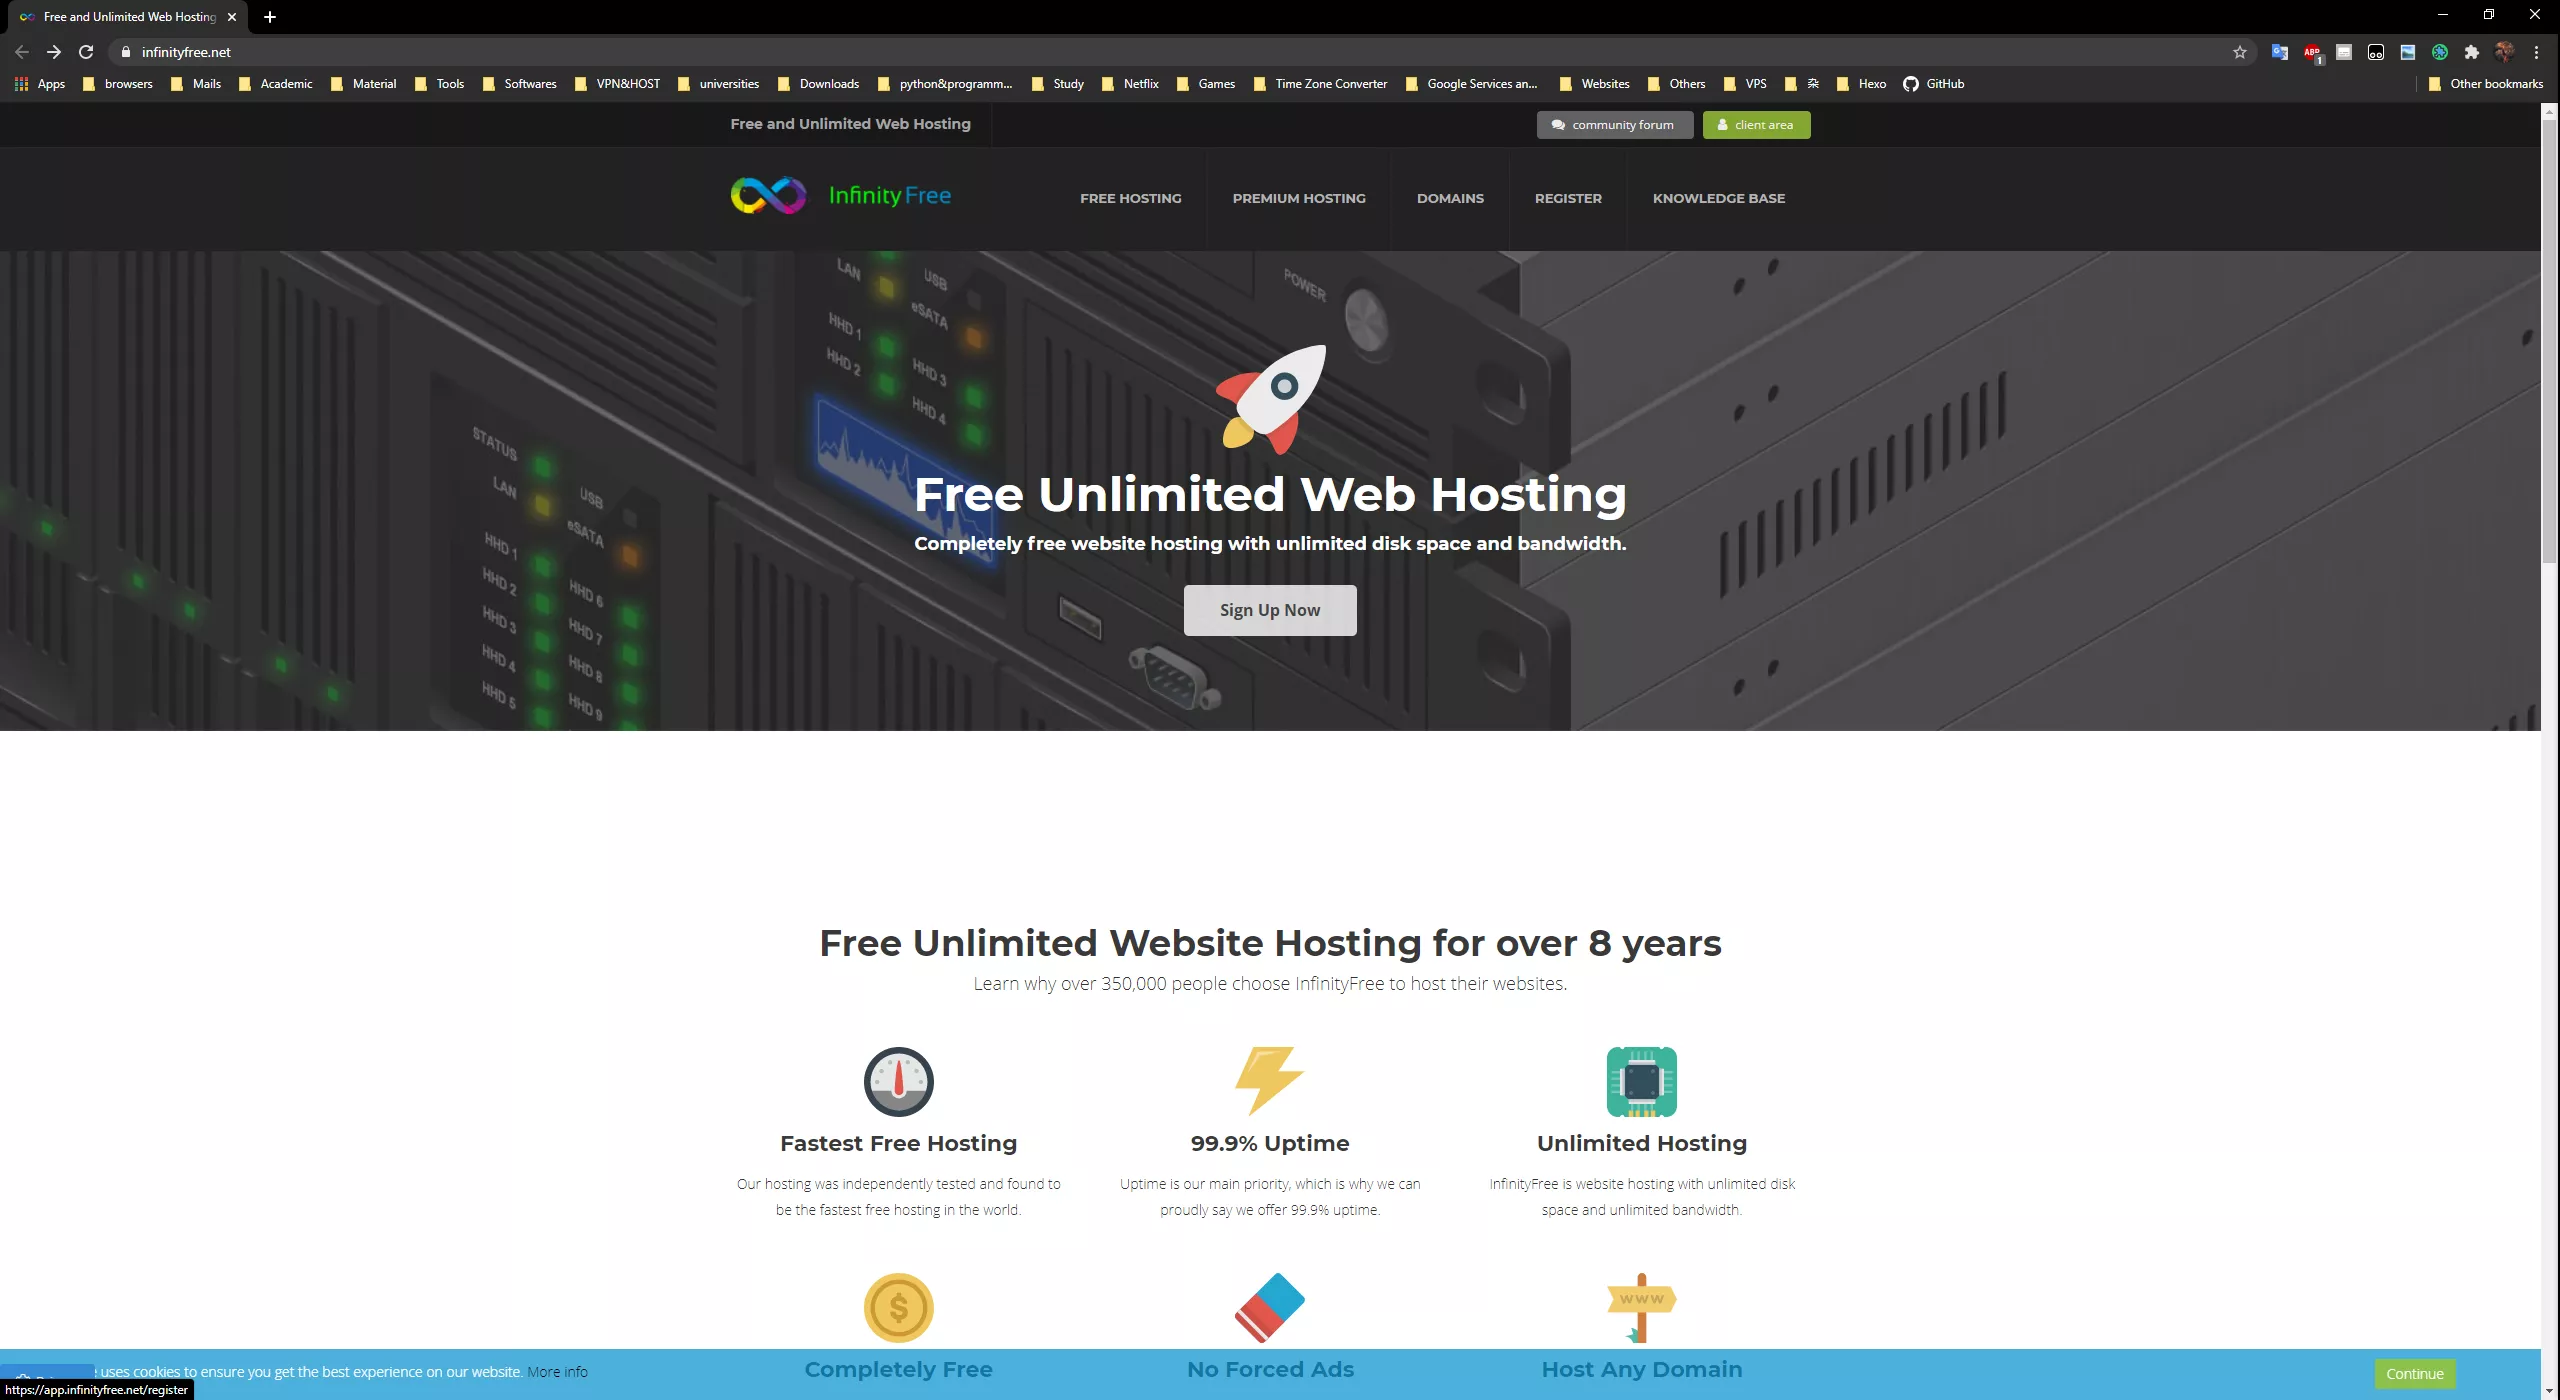 Free and Unlimited Web Hosting
infinityfree.net
ABP
1
Apps browsers Mails Academic Material Tools Softwares VPN&HOST universities Downloads python&programm... Study Netflix Games Time Zone Converter Google Services an... Websites Others VPS 杂 Hexo GitHub Other bookmarks
Free and Unlimited Web Hosting
community forum
client area
InfinityFree
FREE HOSTING
PREMIUM HOSTING
DOMAINS
REGISTER
KNOWLEDGE BASE
LAN
USB
eSATA
HHD 1
HHD 2
HHD 3
HHD 4
POWER
STATUS
LAN
USB
eSATA
HHD 1
HHD 2
HHD 3
HHD 4
HHD 5
HHD 6
HHD 7
HHD 8
HHD 9
Free Unlimited Web Hosting
Completely free website hosting with unlimited disk space and bandwidth.
Sign Up Now
Free Unlimited Website Hosting for over 8 years
Learn why over 350,000 people choose InfinityFree to host their websites.
Fastest Free Hosting
Our hosting was independently tested and found to
be the fastest free hosting in the world.
99.9% Uptime
Uptime is our main priority, which is why we can
proudly say we offer 99.9% uptime.
Unlimited Hosting
InfinityFree is website hosting with unlimited disk
space and unlimited bandwidth.
$
WWW
Completely Free
No Forced Ads
Host Any Domain
uses cookies to ensure you get the best experience on our website. More info
Continue
https://app.infinityfree.net/register